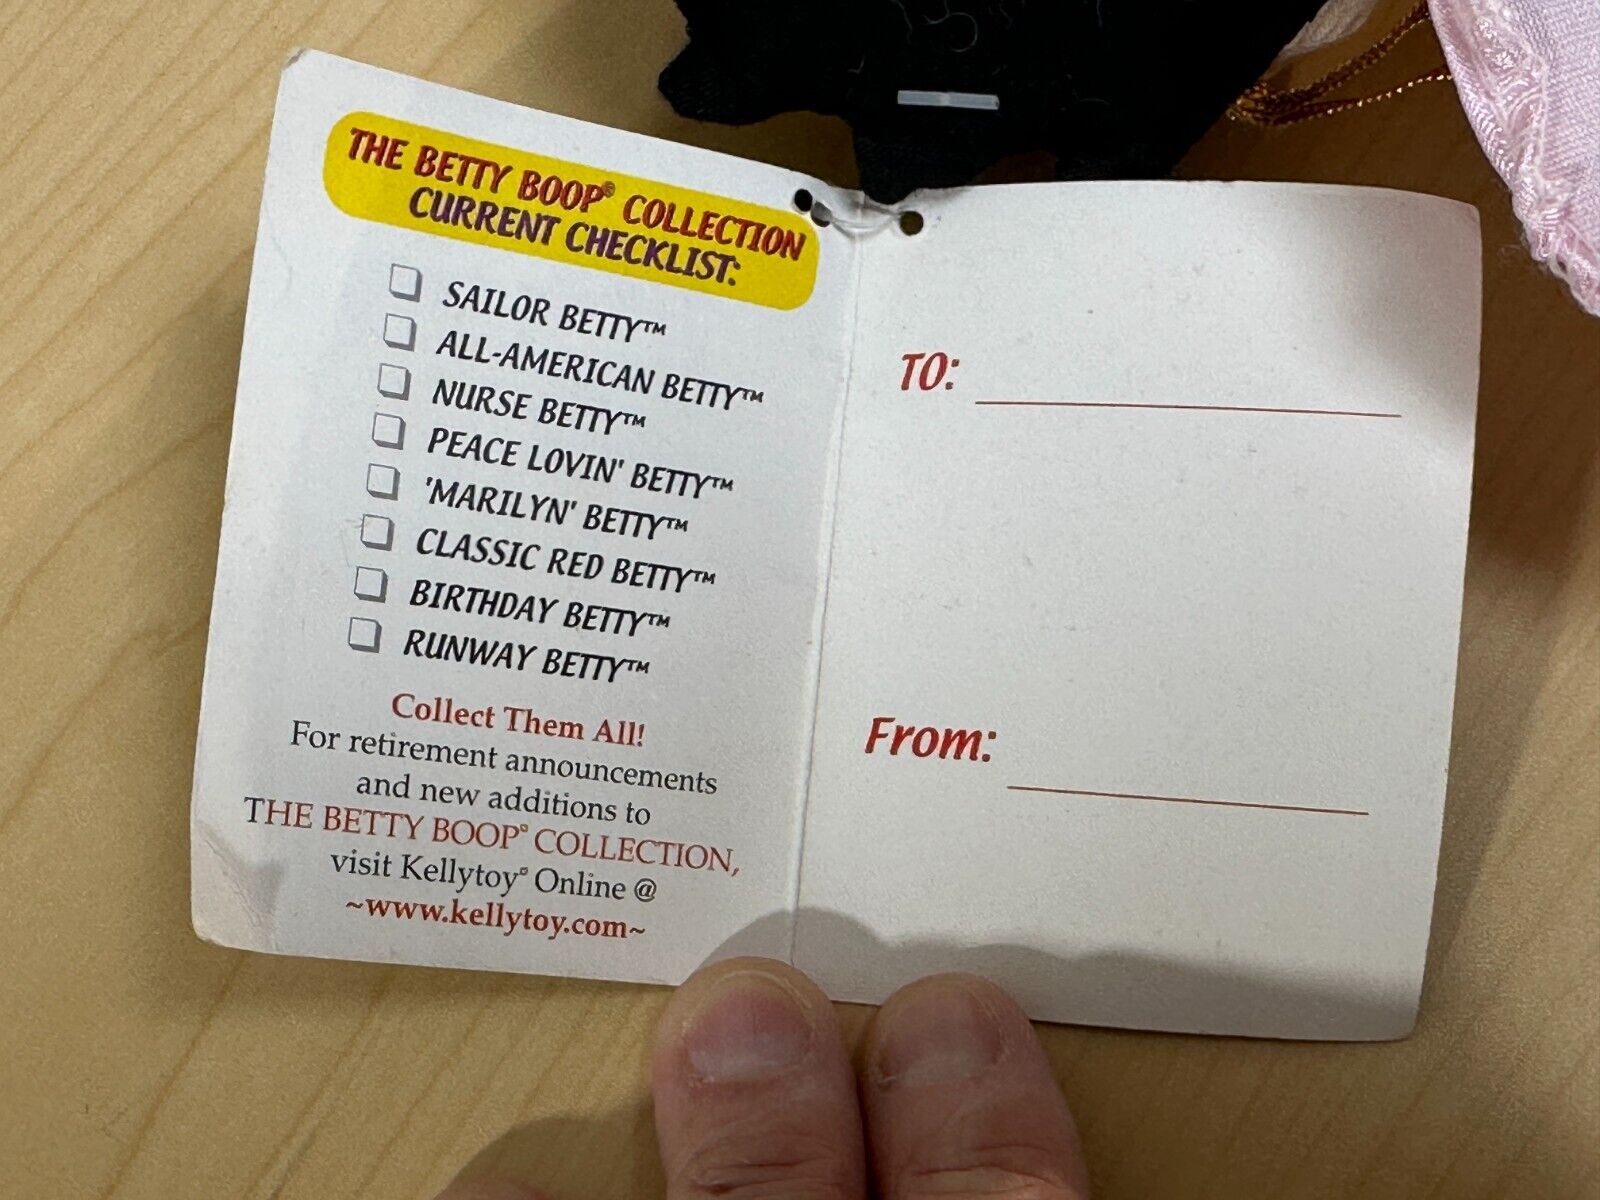 THE BETTY BOOP® COLLECTION
CURRENT CHECKLIST:
SAILOR BETTY™
ALL-AMERICAN BETTY™
NURSE BETTY™
PEACE LOVIN' BETTY™
'MARILYN' BETTY™
CLASSIC RED BETTY™
BIRTHDAY BETTY™
RUNWAY BETTY™
Collect Them All!
For retirement announcements
and new additions to
THE BETTY BOOP® COLLECTION,
visit Kellytoy® Online @
~www.kellytoy.com~
TO:
From: